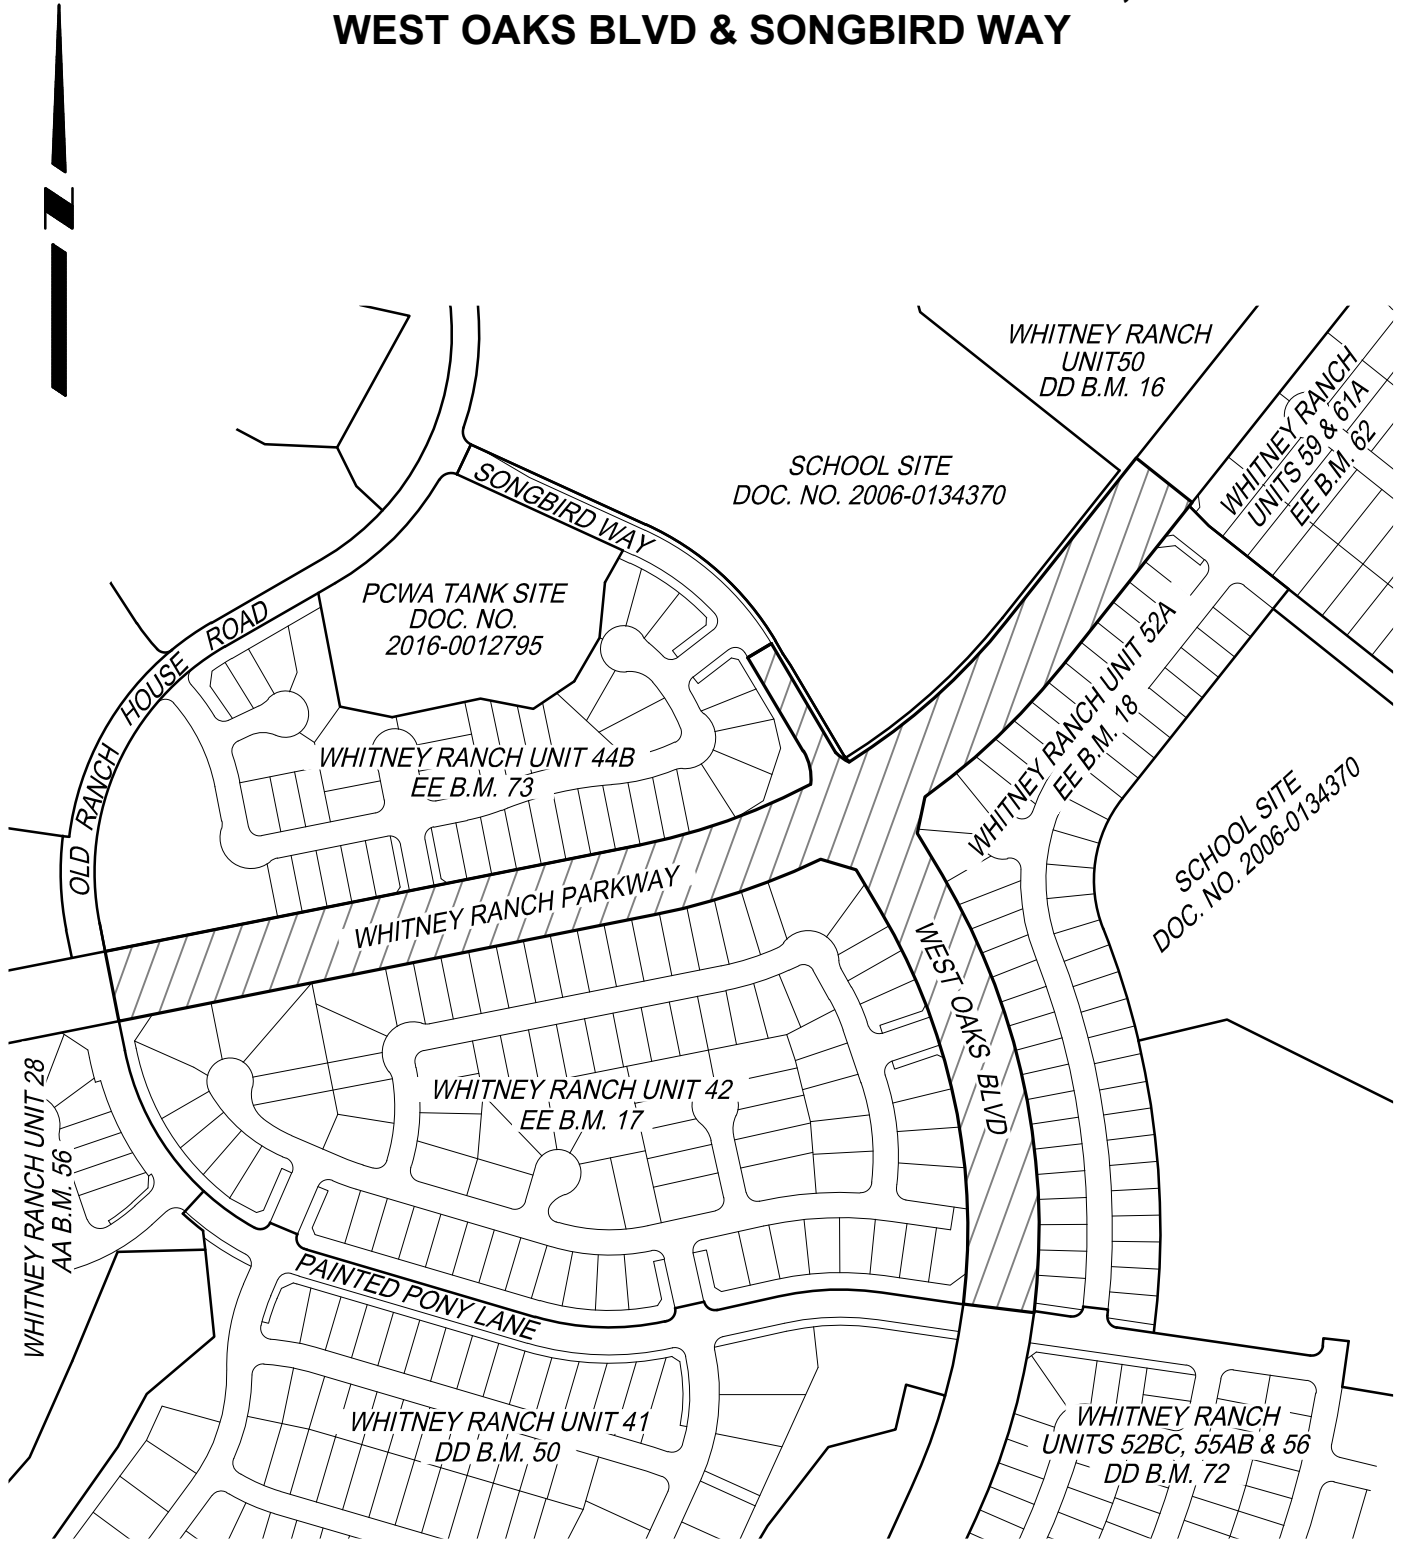 WEST OAKS BLVD & SONGBIRD WAY
N
WHITNEY RANCH
UNIT50
DD B.M. 16
WHITNEY RANCH
UNITS 59 & 61A
EE B.M. 62
SCHOOL SITE
DOC. NO. 2006-0134370
SONGBIRD WAY
PCWA TANK SITE
DOC. NO.
2016-0012795
OLD RANCH HOUSE ROAD
WHITNEY RANCH UNIT 52A
EE B.M. 18
WHITNEY RANCH UNIT 44B
EE B.M. 73
SCHOOL SITE
DOC. NO. 2006-0134370
WHITNEY RANCH PARKWAY
WEST OAKS BLVD
WHITNEY RANCH UNIT 42
EE B.M. 17
WHITNEY RANCH UNIT 28
AA B.M. 56
PAINTED PONY LANE
WHITNEY RANCH UNIT 41
DD B.M. 50
WHITNEY RANCH
UNITS 52BC, 55AB & 56
DD B.M. 72